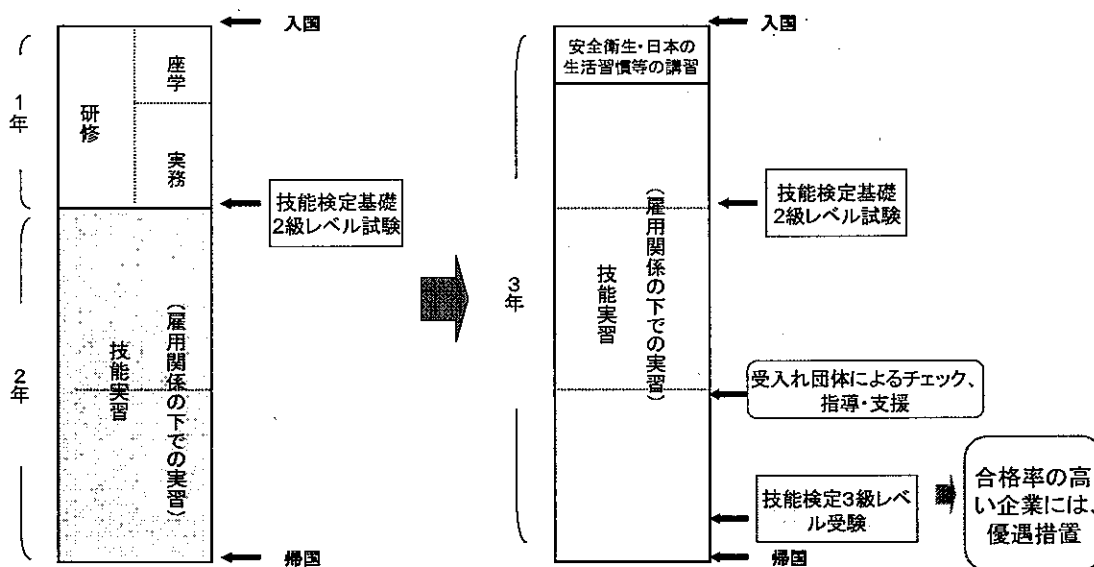 入国
1年
研修
座学
実務
技能検定基礎
2級レベル試験
2年
技能実習
(雇用関係の下での実習)
帰国
入国
安全衛生・日本の
生活習慣等の講習
3年
技能実習
(雇用関係の下での実習)
技能検定基礎
2級レベル試験
受入れ団体によるチェック、
指導・支援
技能検定3級レベ
ル受験
合格率の高
い企業には、
優遇措置
帰国